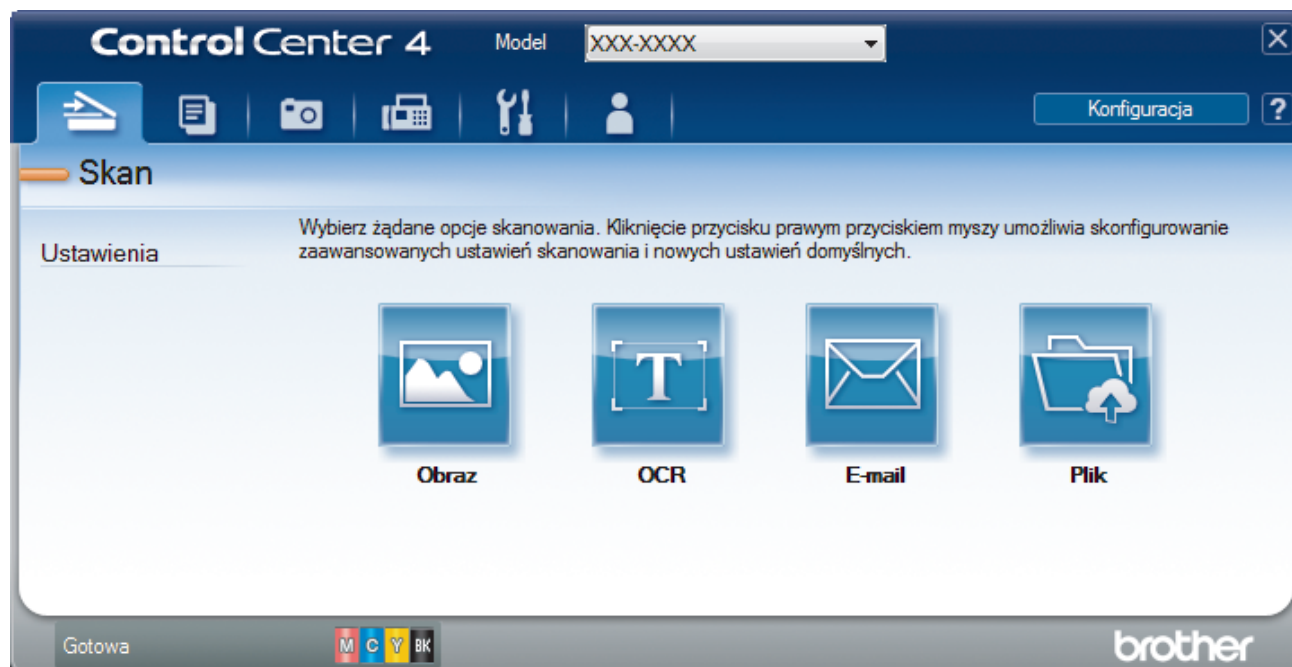 ControlCenter 4 Model XXX-XXXX
Konfiguracja ?
Skan
Ustawienia
Wybierz żądane opcje skanowania. Kliknięcie przycisku prawym przyciskiem myszy umożliwia skonfigurowanie
zaawansowanych ustawień skanowania i nowych ustawień domyślnych.
T
Obraz OCR E-mail Plik
Gotowa M C Y BK brother